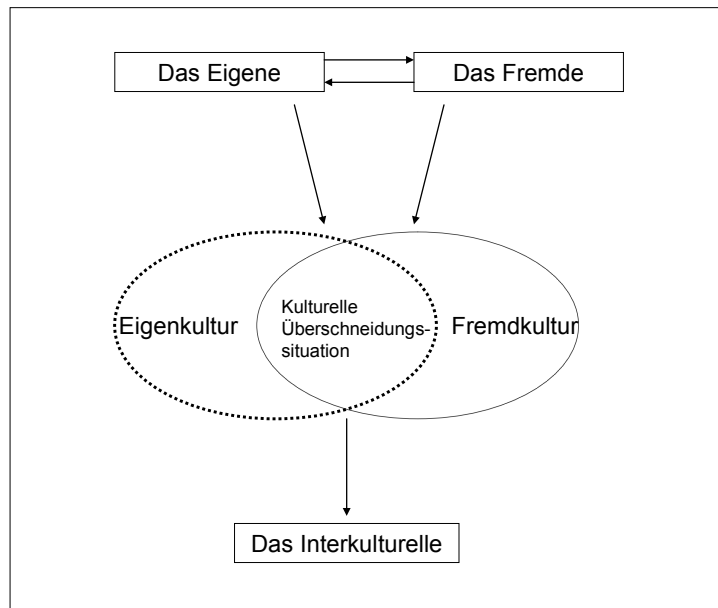 Das Eigene
Das Fremde
Eigenkultur
Kulturelle
Überschneidungs-
situation
Fremdkultur
Das Interkulturelle